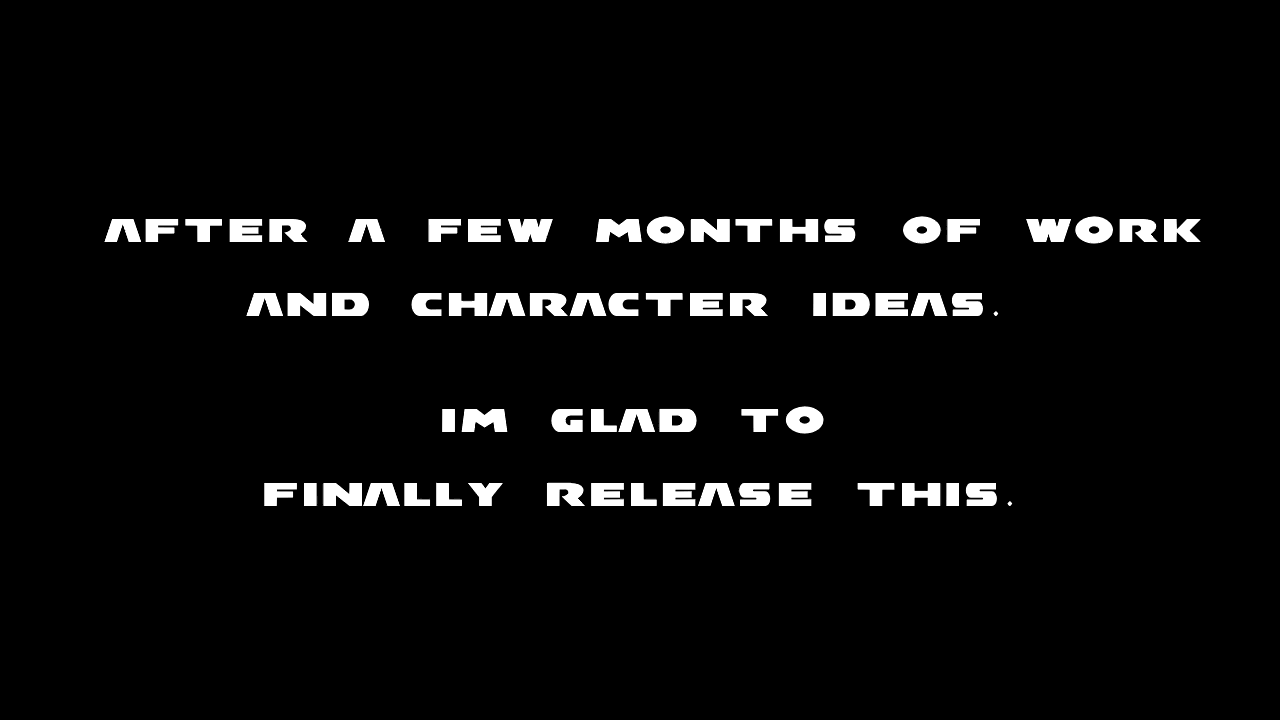 AFTER A FEW MONTHS OF WORK
AND CHARACTER IDEAS.
IM GLAD TO
FINALLY RELEASE THIS.